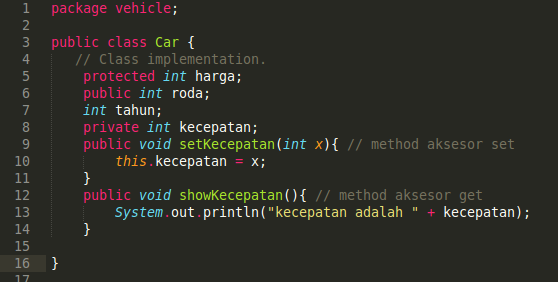 1 package vehicle;
2
3 public class Car {
4 // Class implementation.
5 protected int harga;
6 public int roda;
7 int tahun;
8 private int kecepatan;
9 public void setKecepatan(int x){ // method aksesor set
10 this.kecepatan = x;
11 }
12 public void showKecepatan(){ // method aksesor get
13 System.out.println("kecepatan adalah " + kecepatan);
14 }
15
16 }
17